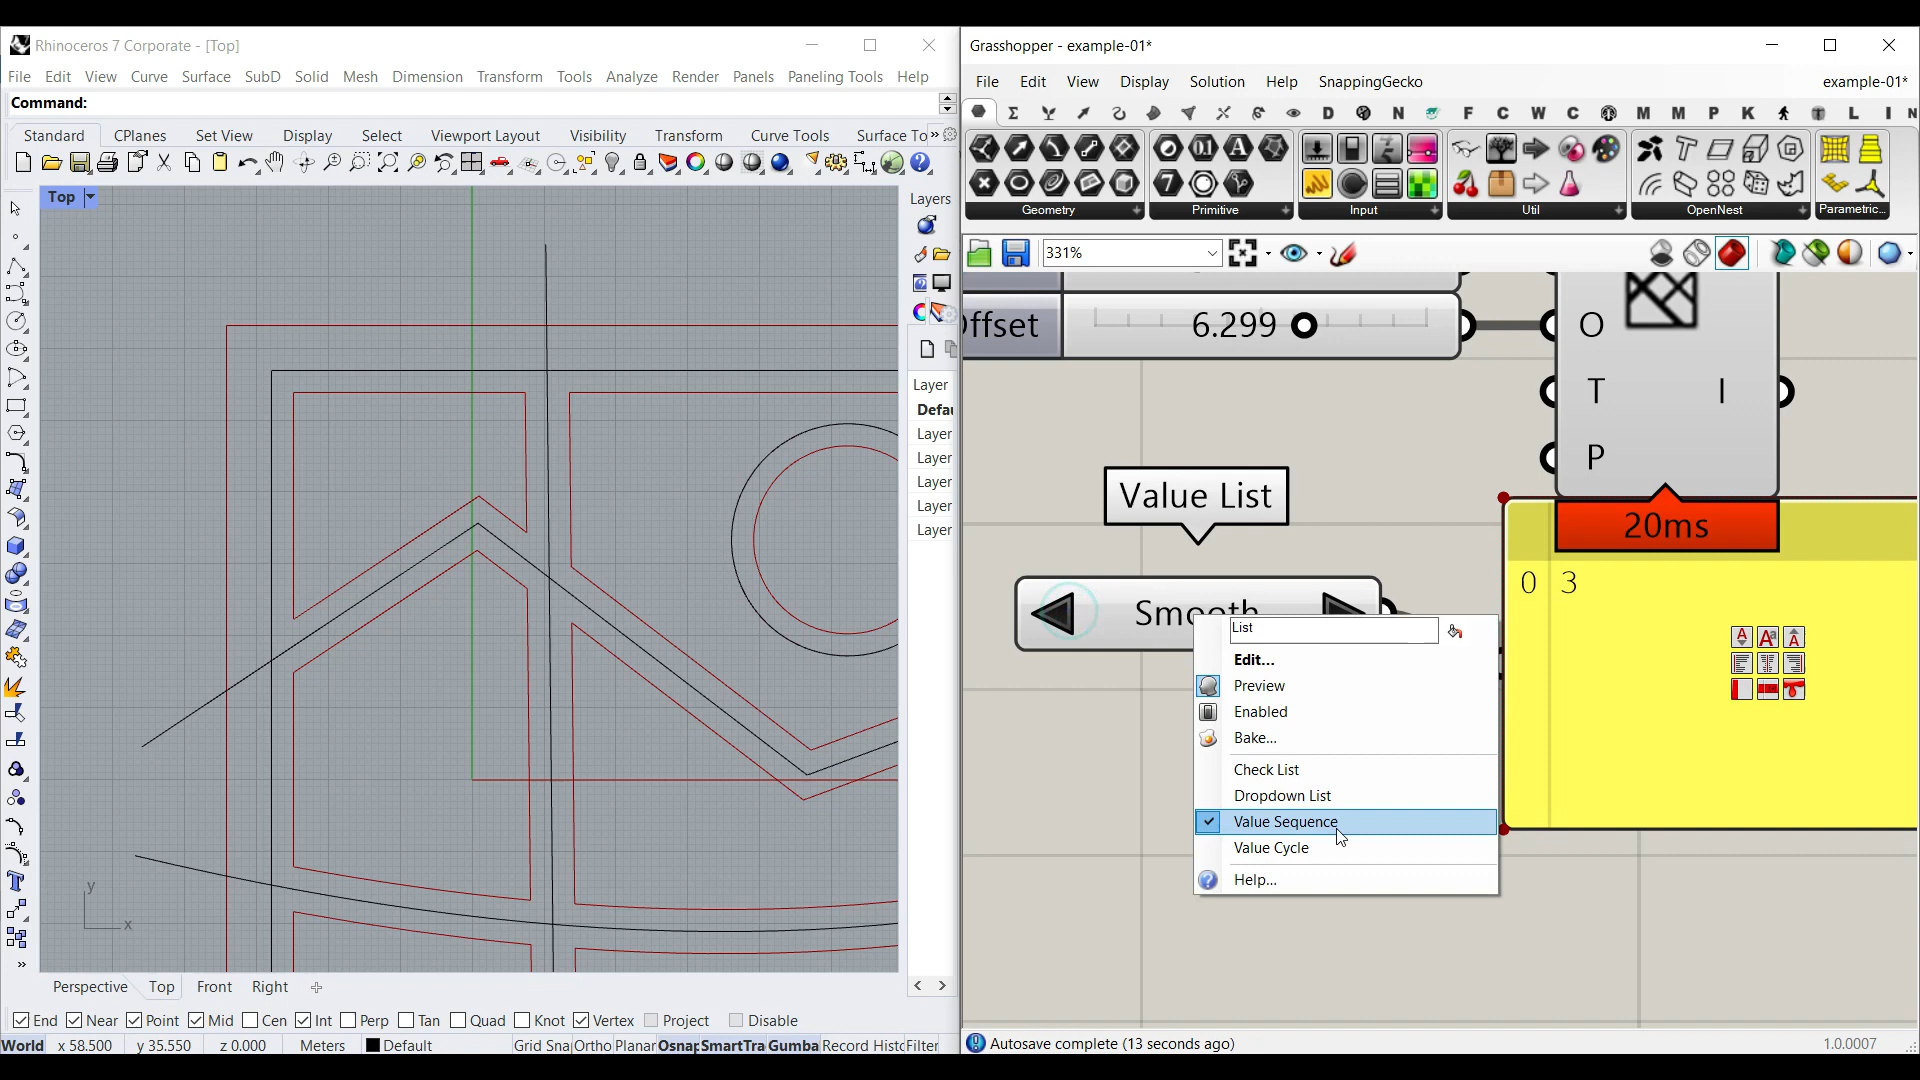 Rhinoceros 7 Corporate - [Top]
File Edit View Curve Surface SubD Solid Mesh Dimension Transform Tools Analyze Render Panels Paneling Tools Help
Command:
Standard CPlanes Set View Display Select Viewport Layout Visibility Transform Curve Tools Surface To
Top
Layers
Layer
Defau
Layer
Layer
Layer
Layer
Layer
y
x
Perspective Top Front Right
End Near Point Mid Cen Int Perp Tan Quad Knot Vertex Project Disable
World x 58.500 y 35.550 z 0.000 Meters Default Grid Sna Ortho Planar Osnap SmartTra Gumba Record Histo Filter
Grasshopper - example-01*
File Edit View Display Solution Help SnappingGecko example-01*
D N F C W C M M P K L I N
Geometry Primitive Input Util OpenNest Parametric...
331%
ffset 6.299
O
T I
P
20ms
Value List
Smooth
0 3
List
Edit...
Preview
Enabled
Bake...
Check List
Dropdown List
Value Sequence
Value Cycle
Help...
Autosave complete (13 seconds ago) 1.0.0007